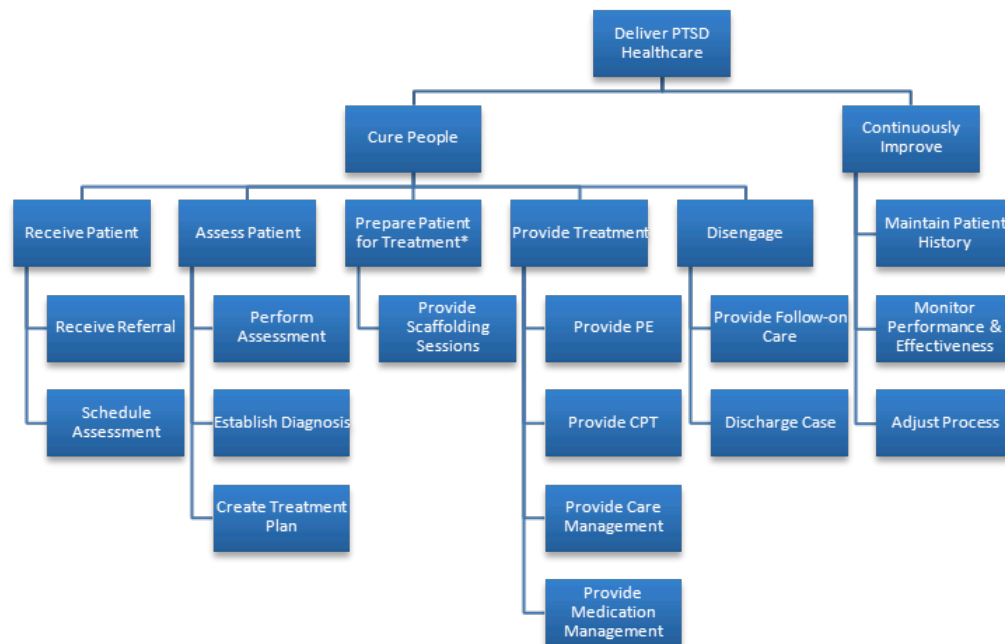 Deliver PTSD
Healthcare
Cure People
Continuously
Improve
Receive Patient
Assess Patient
Prepare Patient
for Treatment*
Provide Treatment
Disengage
Maintain Patient
History
Receive Referral
Perform
Assessment
Provide
Scaffolding
Sessions
Provide PE
Provide Follow-on
Care
Monitor
Performance &
Effectiveness
Schedule
Assessment
Establish Diagnosis
Provide CPT
Discharge Case
Adjust Process
Create Treatment
Plan
Provide Care
Management
Provide
Medication
Management